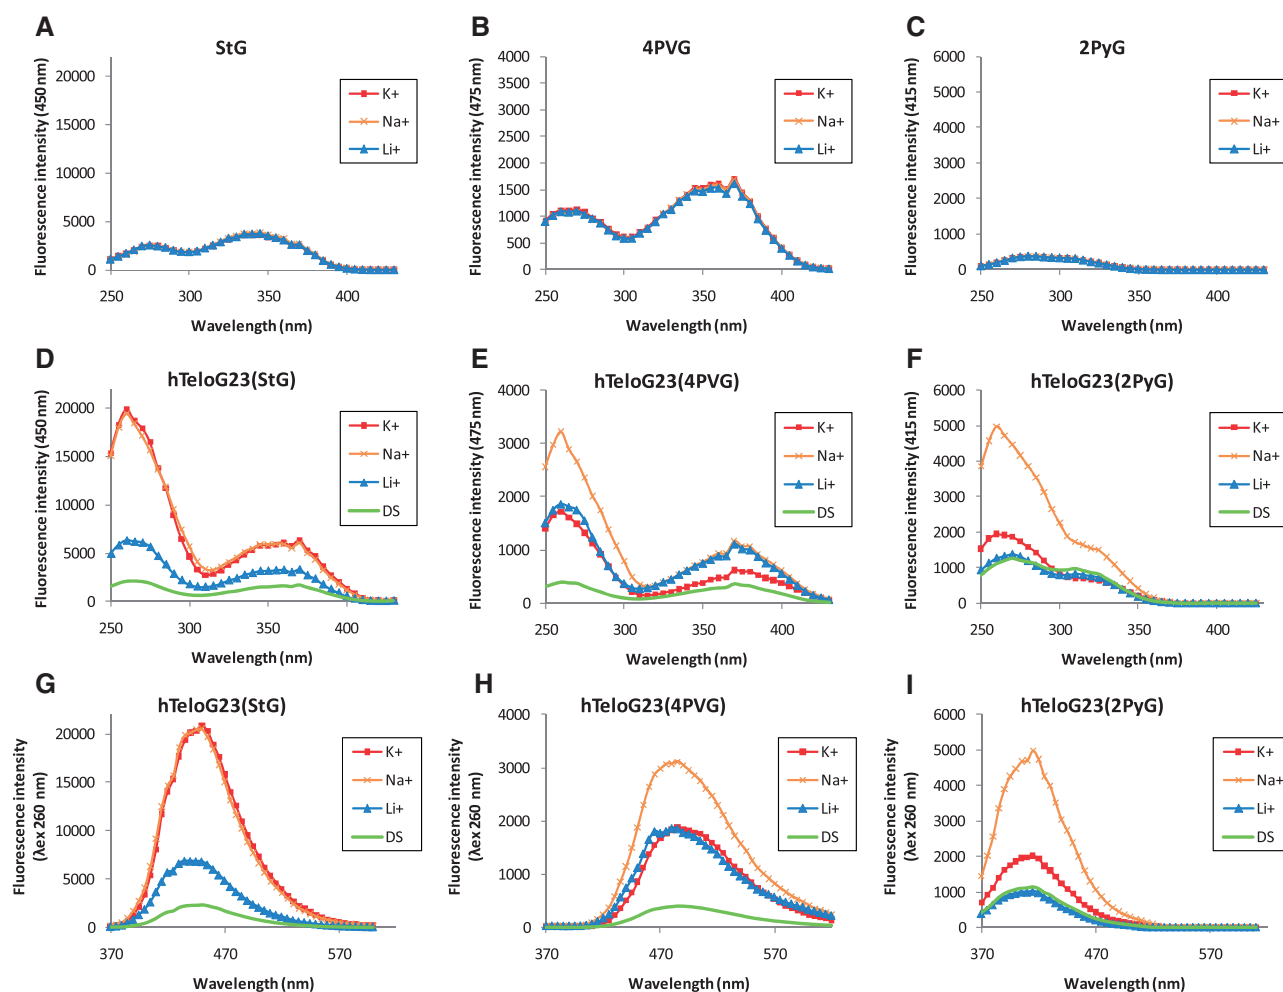 A
StG
Fluorescence intensity (450 nm)
20000
15000
10000
5000
0
250
300
350
400
Wavelength (nm)
K+
Na+
Li+
B
4PVG
Fluorescence intensity (475 nm)
4000
3500
3000
2500
2000
1500
1000
500
0
250
300
350
400
Wavelength (nm)
K+
Na+
Li+
C
2PyG
Fluorescence intensity (415 nm)
6000
5000
4000
3000
2000
1000
0
250
300
350
400
Wavelength (nm)
K+
Na+
Li+
D
hTeloG23(StG)
Fluorescence intensity (450 nm)
20000
15000
10000
5000
0
250
300
350
400
Wavelength (nm)
K+
Na+
Li+
DS
E
hTeloG23(4PVG)
Fluorescence intensity (475 nm)
4000
3000
2000
1000
0
250
300
350
400
Wavelength (nm)
K+
Na+
Li+
DS
F
hTeloG23(2PyG)
Fluorescence intensity (415 nm)
6000
5000
4000
3000
2000
1000
0
250
300
350
400
Wavelength (nm)
K+
Na+
Li+
DS
G
hTeloG23(StG)
Fluorescence intensity
(λex 260 nm)
20000
15000
10000
5000
0
370
470
570
Wavelength (nm)
K+
Na+
Li+
DS
H
hTeloG23(4PVG)
Fluorescence intensity
(λex 260 nm)
4000
3000
2000
1000
0
370
470
570
Wavelength (nm)
K+
Na+
Li+
DS
I
hTeloG23(2PyG)
Fluorescence intensity
(λex 260 nm)
6000
5000
4000
3000
2000
1000
0
370
470
570
Wavelength (nm)
K+
Na+
Li+
DS